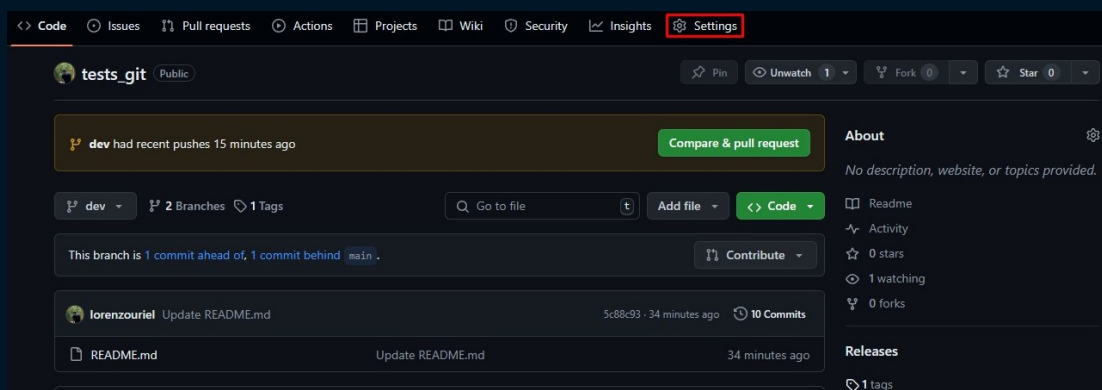 <> Code Issues Pull requests Actions Projects Wiki Security Insights Settings
tests_git Public Pin Unwatch 1 Fork 0 Star 0
dev had recent pushes 15 minutes ago Compare & pull request
dev 2 Branches 1 Tags Go to file t Add file <> Code
This branch is 1 commit ahead of, 1 commit behind main . Contribute
lorenzouriel Update README.md 5c88c93 · 34 minutes ago 10 Commits
README.md Update README.md 34 minutes ago
About
No description, website, or topics provided.
Readme
Activity
0 stars
1 watching
0 forks
Releases
1 tags